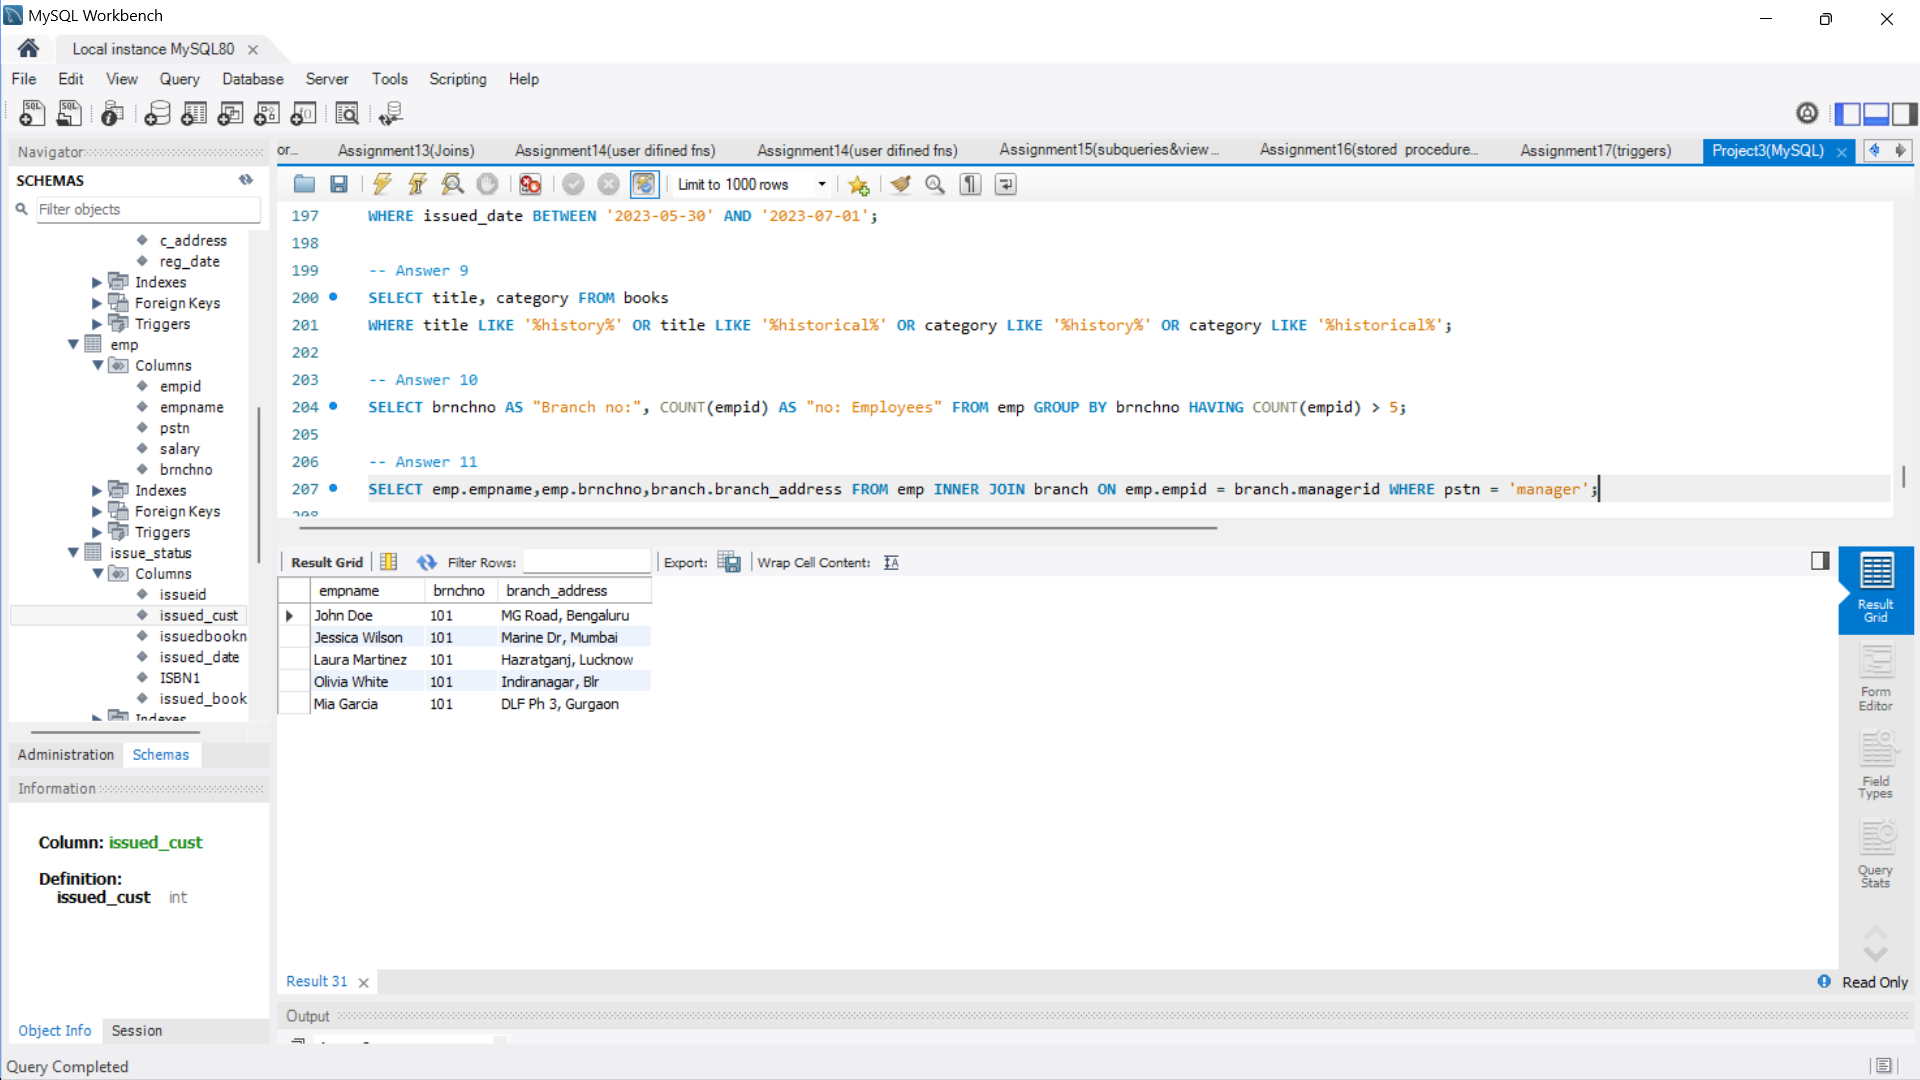 MySQL Workbench
Local instance MySQL80
File Edit View Query Database Server Tools Scripting Help
Navigator
or... Assignment13(Joins) Assignment14(user difined fns) Assignment14(user difined fns) Assignment15(subqueries&view... Assignment16(stored procedure... Assignment17(triggers) Project3(MySQL)
SCHEMAS
Limit to 1000 rows
Filter objects
c_address
reg_date
Indexes
Foreign Keys
Triggers
emp
Columns
empid
empname
pstn
salary
brnchno
Indexes
Foreign Keys
Triggers
issue_status
Columns
issueid
issued_cust
issuedbookn
issued_date
ISBN1
issued_book
Indexes
Administration Schemas
Information
Column: issued_cust
Definition:
issued_cust int
Object Info Session
197 WHERE issued_date BETWEEN '2023-05-30' AND '2023-07-01';
198
199 -- Answer 9
200 SELECT title, category FROM books
201 WHERE title LIKE '%history%' OR title LIKE '%historical%' OR category LIKE '%history%' OR category LIKE '%historical%';
202
203 -- Answer 10
204 SELECT brnchno AS "Branch no:", COUNT(empid) AS "no: Employees" FROM emp GROUP BY brnchno HAVING COUNT(empid) > 5;
205
206 -- Answer 11
207 SELECT emp.empname,emp.brnchno,branch.branch_address FROM emp INNER JOIN branch ON emp.empid = branch.managerid WHERE pstn = 'manager';
208
Result Grid Filter Rows: Export: Wrap Cell Content:
empname brnchno branch_address
John Doe 101 MG Road, Bengaluru
Jessica Wilson 101 Marine Dr, Mumbai
Laura Martinez 101 Hazratganj, Lucknow
Olivia White 101 Indiranagar, Blr
Mia Garcia 101 DLF Ph 3, Gurgaon
Result
Grid
Form
Editor
Field
Types
Query
Stats
Result 31
Read Only
Output
Query Completed